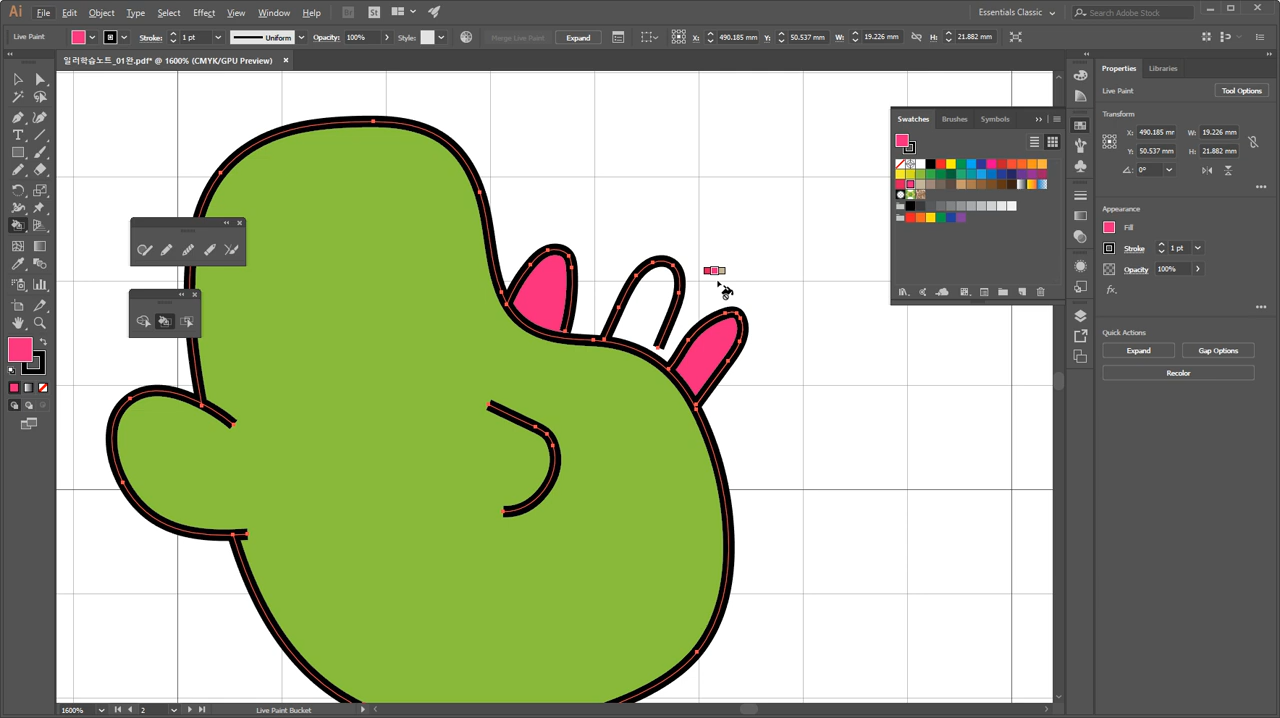 Ai File Edit Object Type Select Effect View Window Help Br St Essentials Classic Search Adobe Stock
Live Paint Stroke: 1 pt Uniform Opacity: 100% Styles: Merge Live Paint Expand X: 490.185 mm Y: 50.537 mm W: 19.226 mm H: 21.882 mm
일러학습노트_01완.pdf* @ 1600% (CMYK/GPU Preview)
Swatches Brushes Symbols
Properties Libraries
Live Paint Tool Options
Transform
X: 490.185 mr W: 19.226 mm
Y: 50.537 mm H: 21.882 mm
0°
Appearance
Fill
Stroke 1 pt
Opacity 100%
fx.
Quick Actions
Expand Gap Options
Recolor
1600% 2 Live Paint Bucket